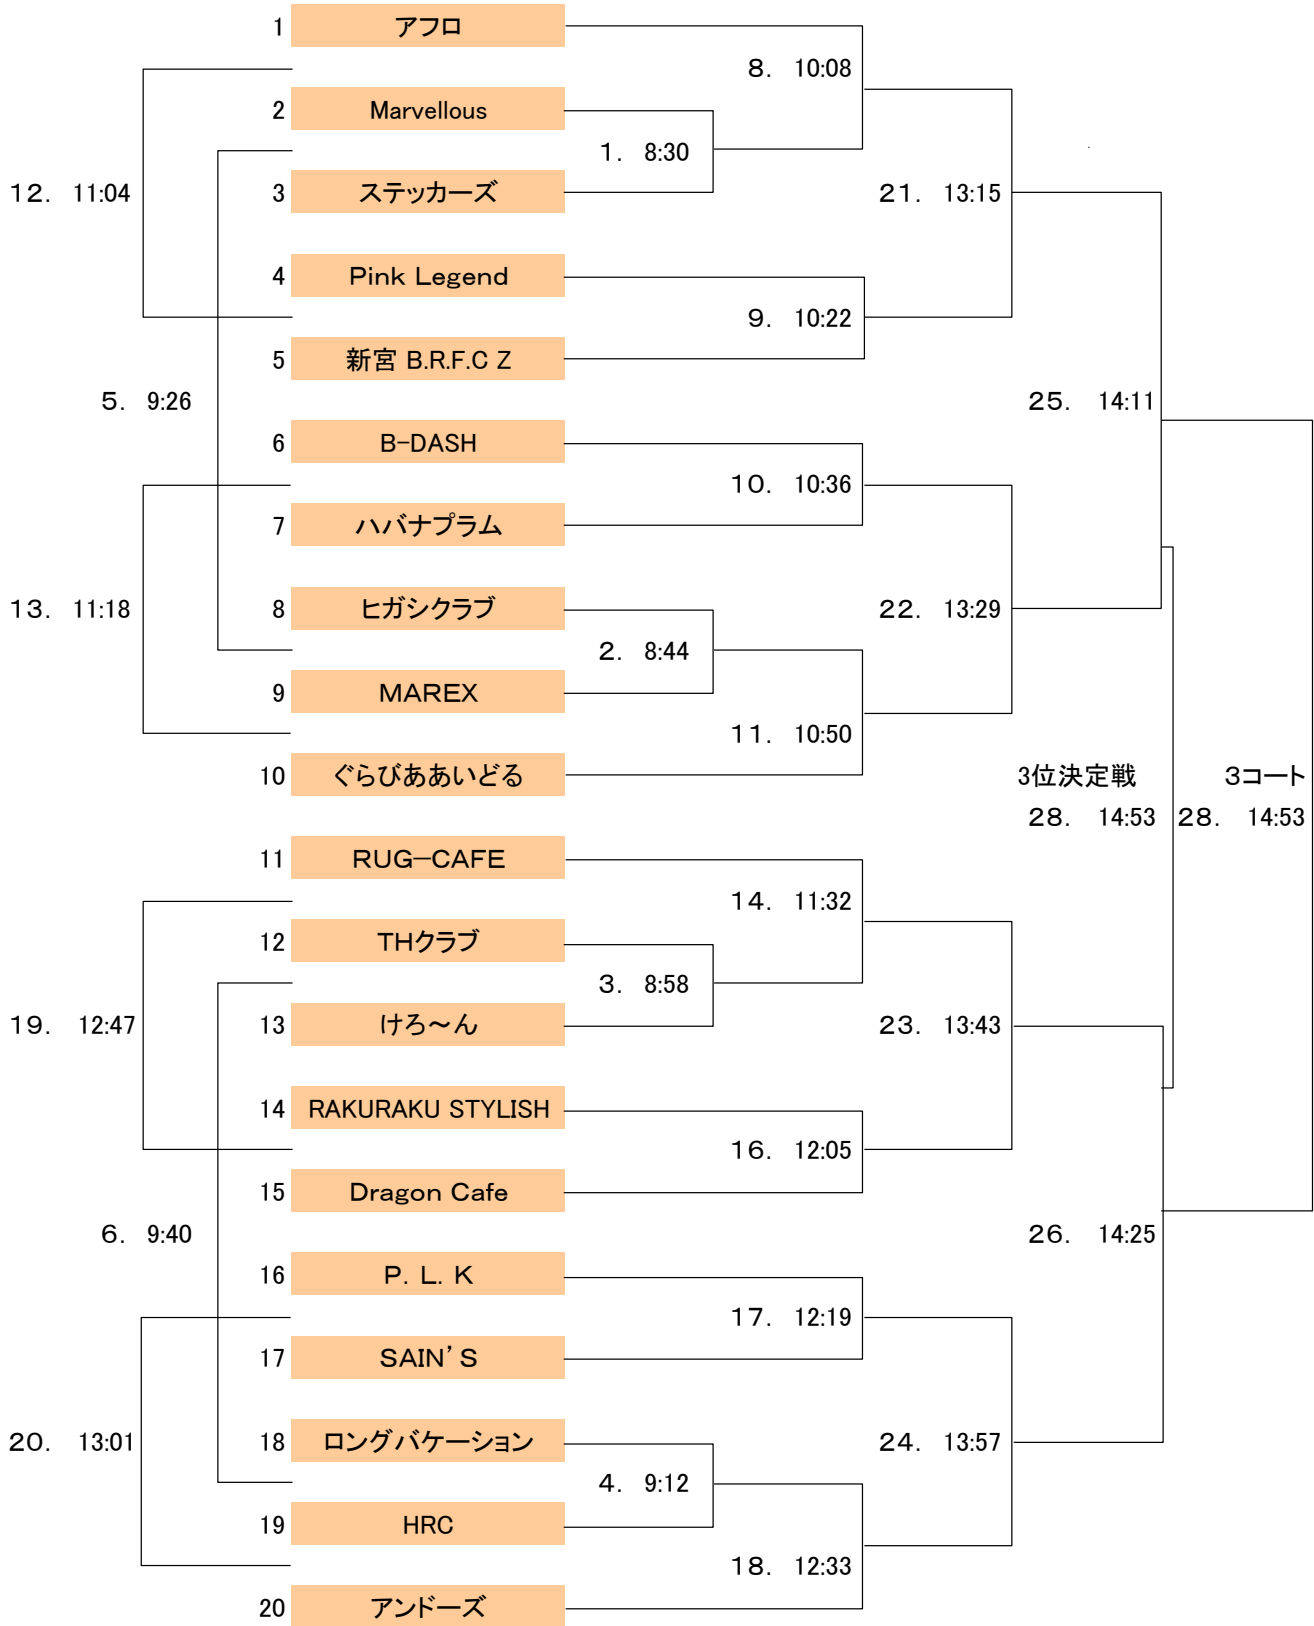 1 アフロ
8. 10:08
2 Marvellous
1. 8:30
12. 11:04
3 ステッカーズ
21. 13:15
4 Pink Legend
9. 10:22
5 新宮 B.R.F.C Z
5. 9:26
25. 14:11
6 B-DASH
10. 10:36
7 ハバナプラム
13. 11:18
8 ヒガシクラブ
22. 13:29
2. 8:44
9 MAREX
11. 10:50
10 ぐらびああいどる
3位決定戦
3コート
28. 14:53
28. 14:53
11 RUG-CAFE
14. 11:32
12 THクラブ
3. 8:58
19. 12:47
13 けろ～ん
23. 13:43
14 RAKURAKU STYLISH
16. 12:05
15 Dragon Cafe
6. 9:40
26. 14:25
16 P. L. K
17. 12:19
17 SAIN'S
20. 13:01
18 ロングバケーション
24. 13:57
4. 9:12
19 HRC
18. 12:33
20 アンドーズ